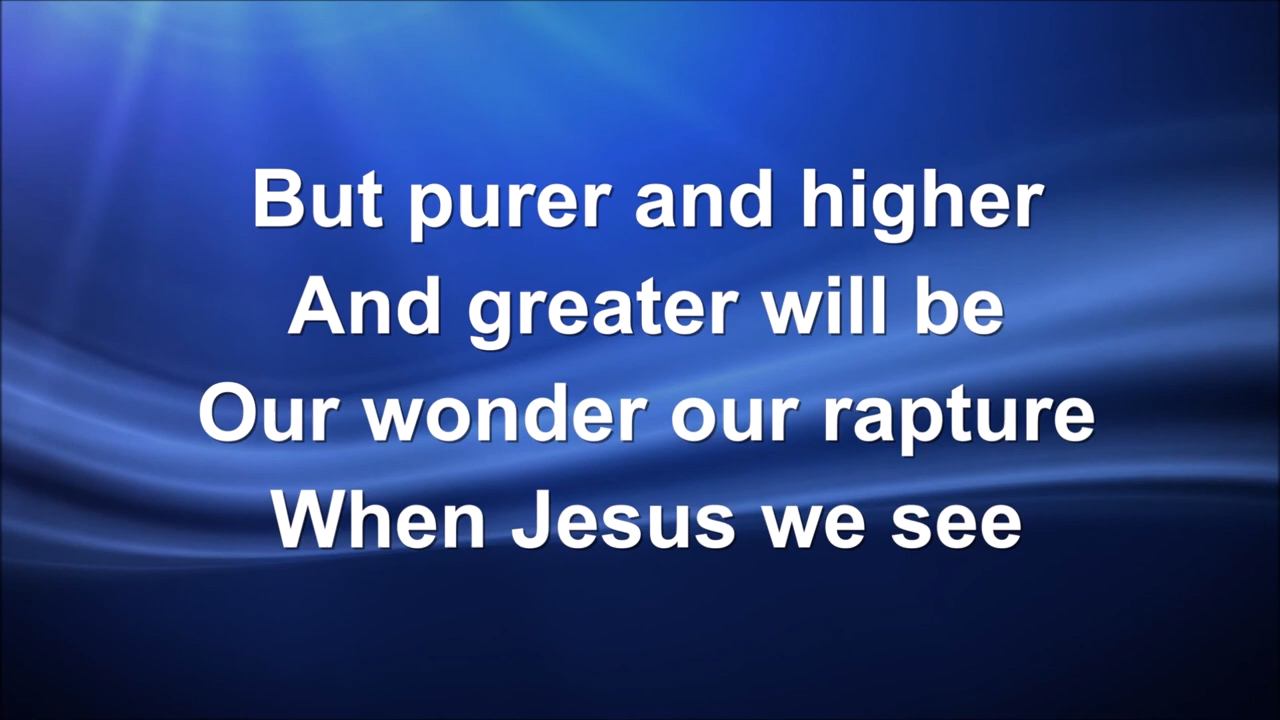 But purer and higher
And greater will be
Our wonder our rapture
When Jesus we see